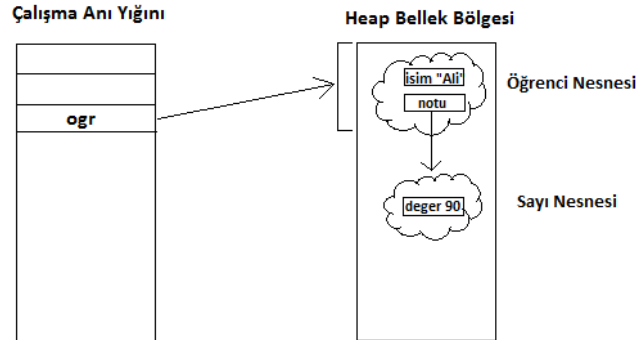 Çalışma Anı Yığını
Heap Bellek Bölgesi
isim "Ali"
Öğrenci Nesnesi
notu
ogr
deger 90
Sayı Nesnesi